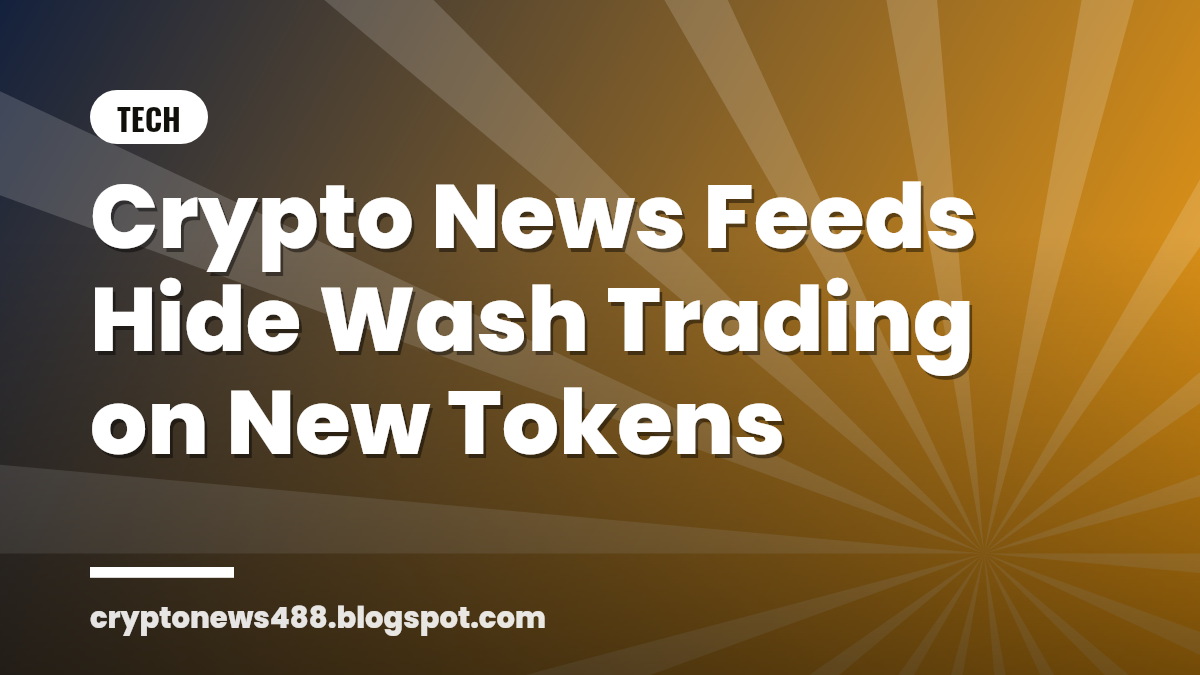 TECH
Crypto News Feeds
Hide Wash Trading
on New Tokens
cryptonews488.blogspot.com